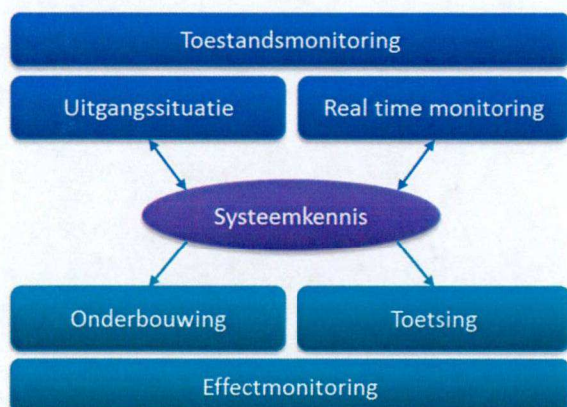 Toestandsmonitoring
Uitgangssituatie
Real time monitoring
Systeemkennis
Onderbouwing
Toetsing
Effectmonitoring